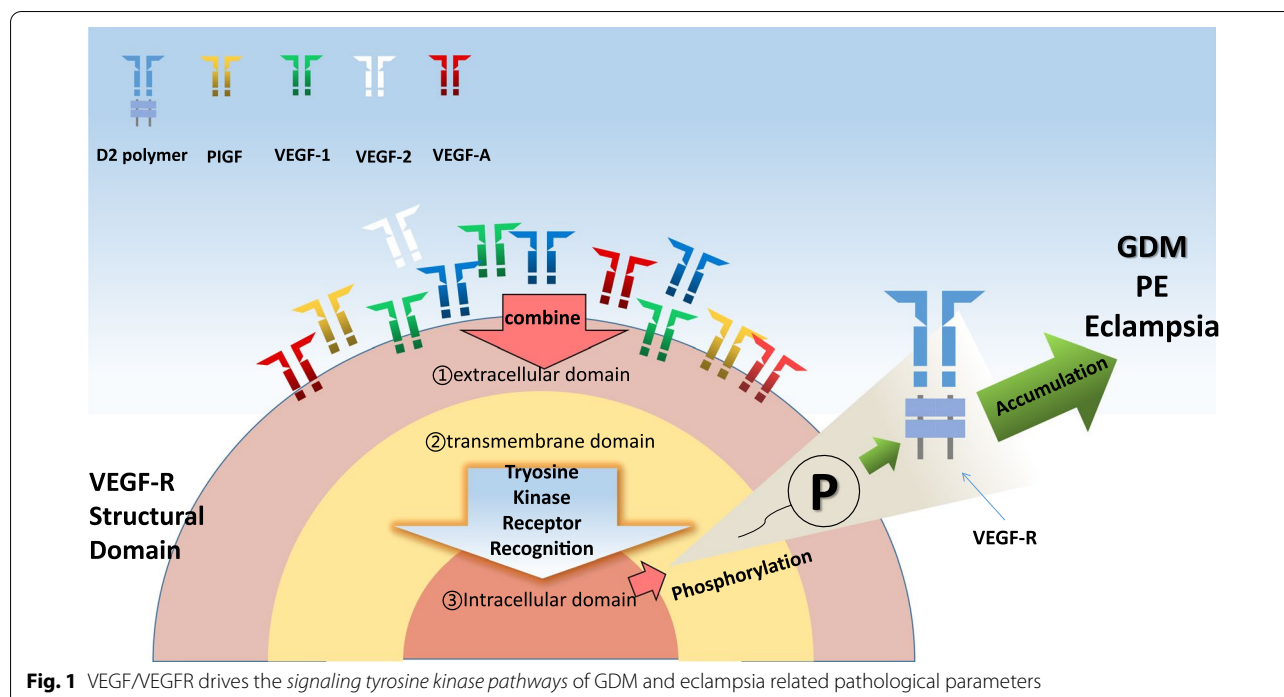 D2 polymer PIGF VEGF-1 VEGF-2 VEGF-A
GDM
PE
Eclampsia
combine
①extracellular domain
Accumulation
②transmembrane domain
VEGF-R
Structural
Domain
Tryosine
Kinase
Receptor
Recognition
P
VEGF-R
Phosphorylation
③Intracellular domain
Fig. 1 VEGF/VEGFR drives the signaling tyrosine kinase pathways of GDM and eclampsia related pathological parameters